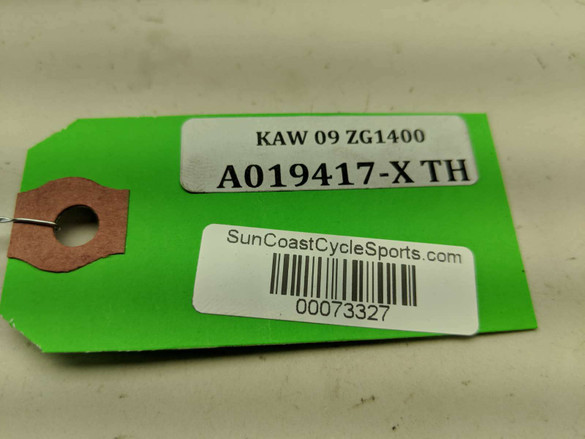 KAW 09 ZG1400
A019417-X TH
SunCoastCycleSports.com
00073327